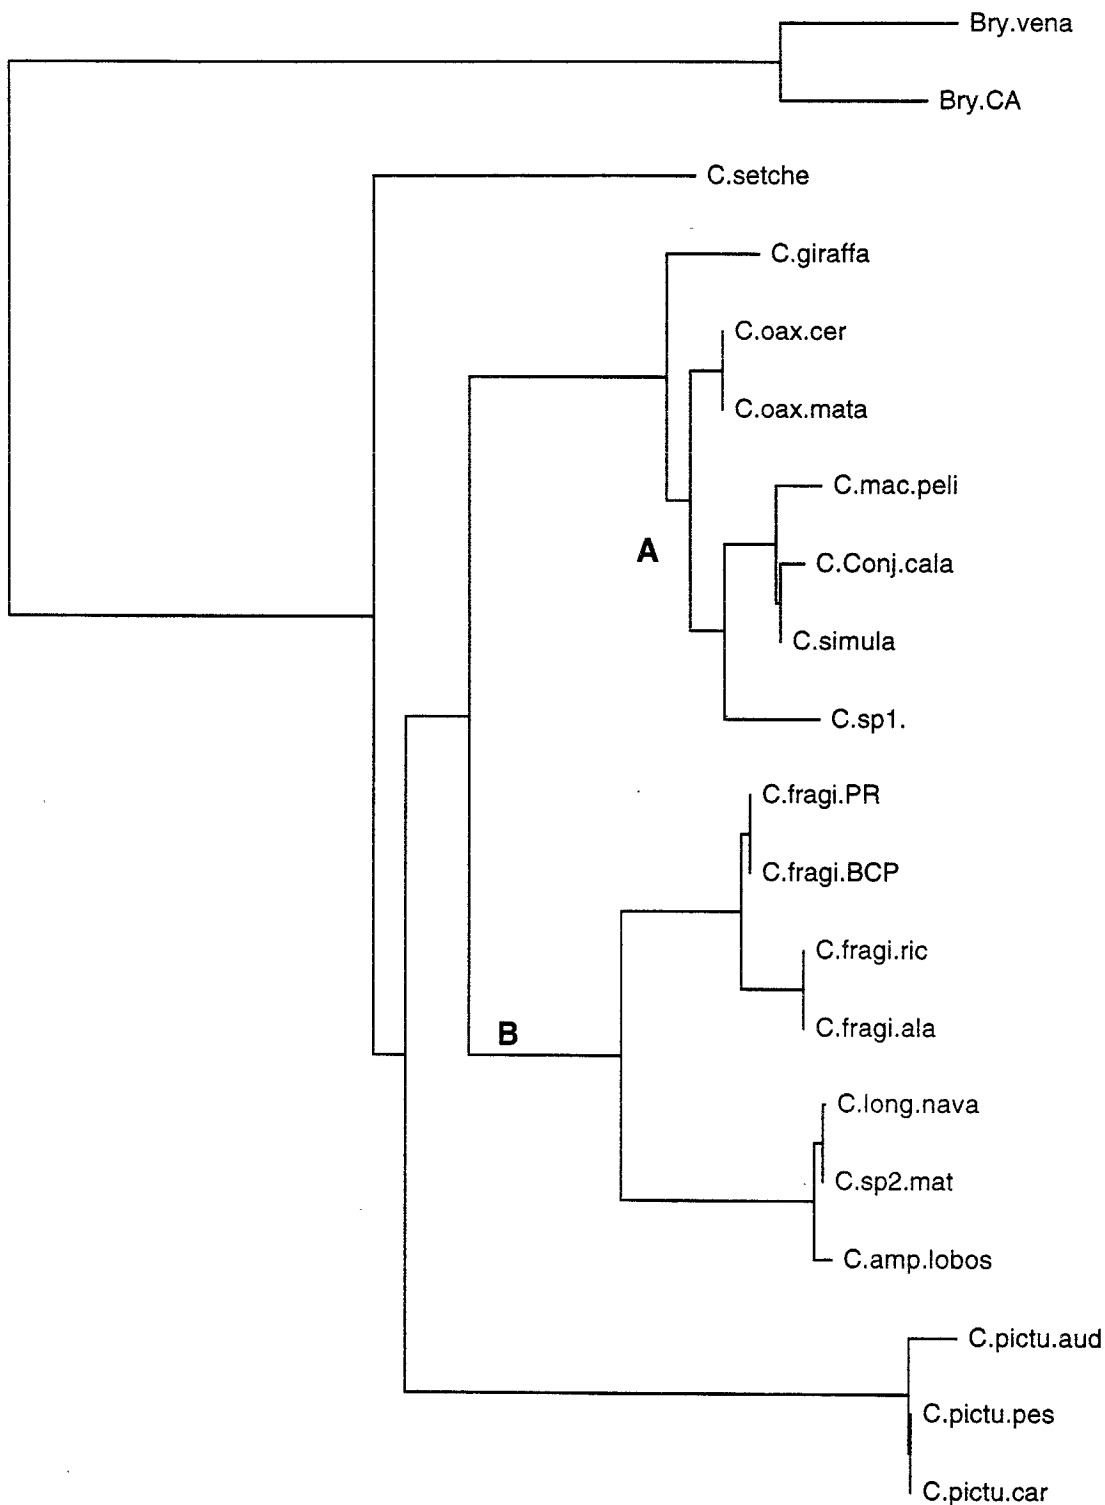 Bry.vena
Bry.CA
C.setche
C.giraffa
C.oax.cer
C.oax.mata
C.mac.peli
A
C.Conj.cala
C.simula
C.sp1.
C.fragi.PR
C.fragi.BCP
C.fragi.ric
C.fragi.ala
B
C.long.nava
C.sp2.mat
C.amp.lobos
C.pictu.aud
C.pictu.pes
C.pictu.car